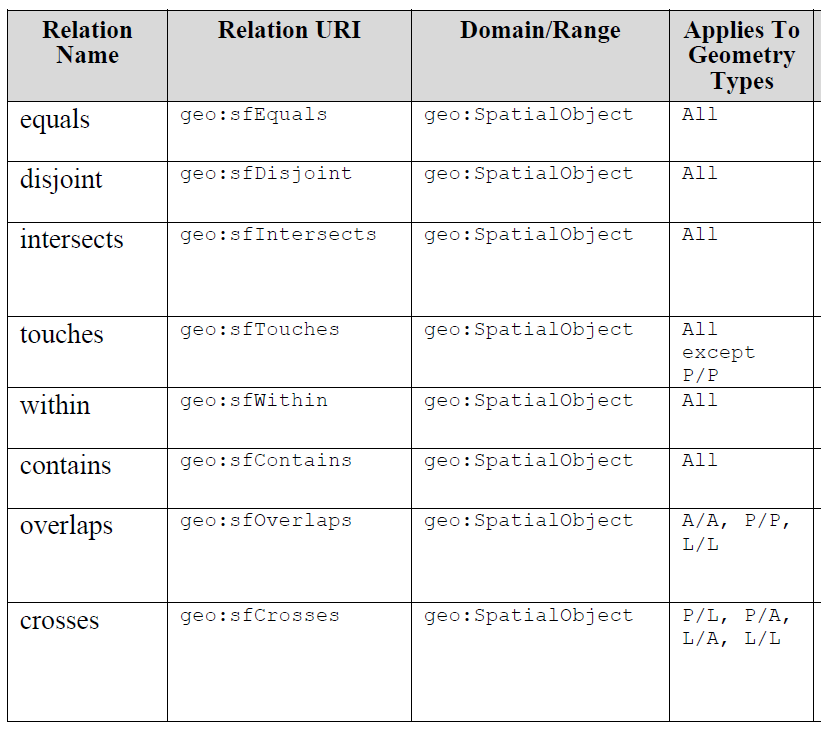 Relation Name | Relation URI | Domain/Range | Applies To Geometry Types
equals | geo:sfEquals | geo:SpatialObject | All
disjoint | geo:sfDisjoint | geo:SpatialObject | All
intersects | geo:sfIntersects | geo:SpatialObject | All
touches | geo:sfTouches | geo:SpatialObject | All except P/P
within | geo:sfWithin | geo:SpatialObject | All
contains | geo:sfContains | geo:SpatialObject | All
overlaps | geo:sfOverlaps | geo:SpatialObject | A/A, P/P, L/L
crosses | geo:sfCrosses | geo:SpatialObject | P/L, P/A, L/A, L/L